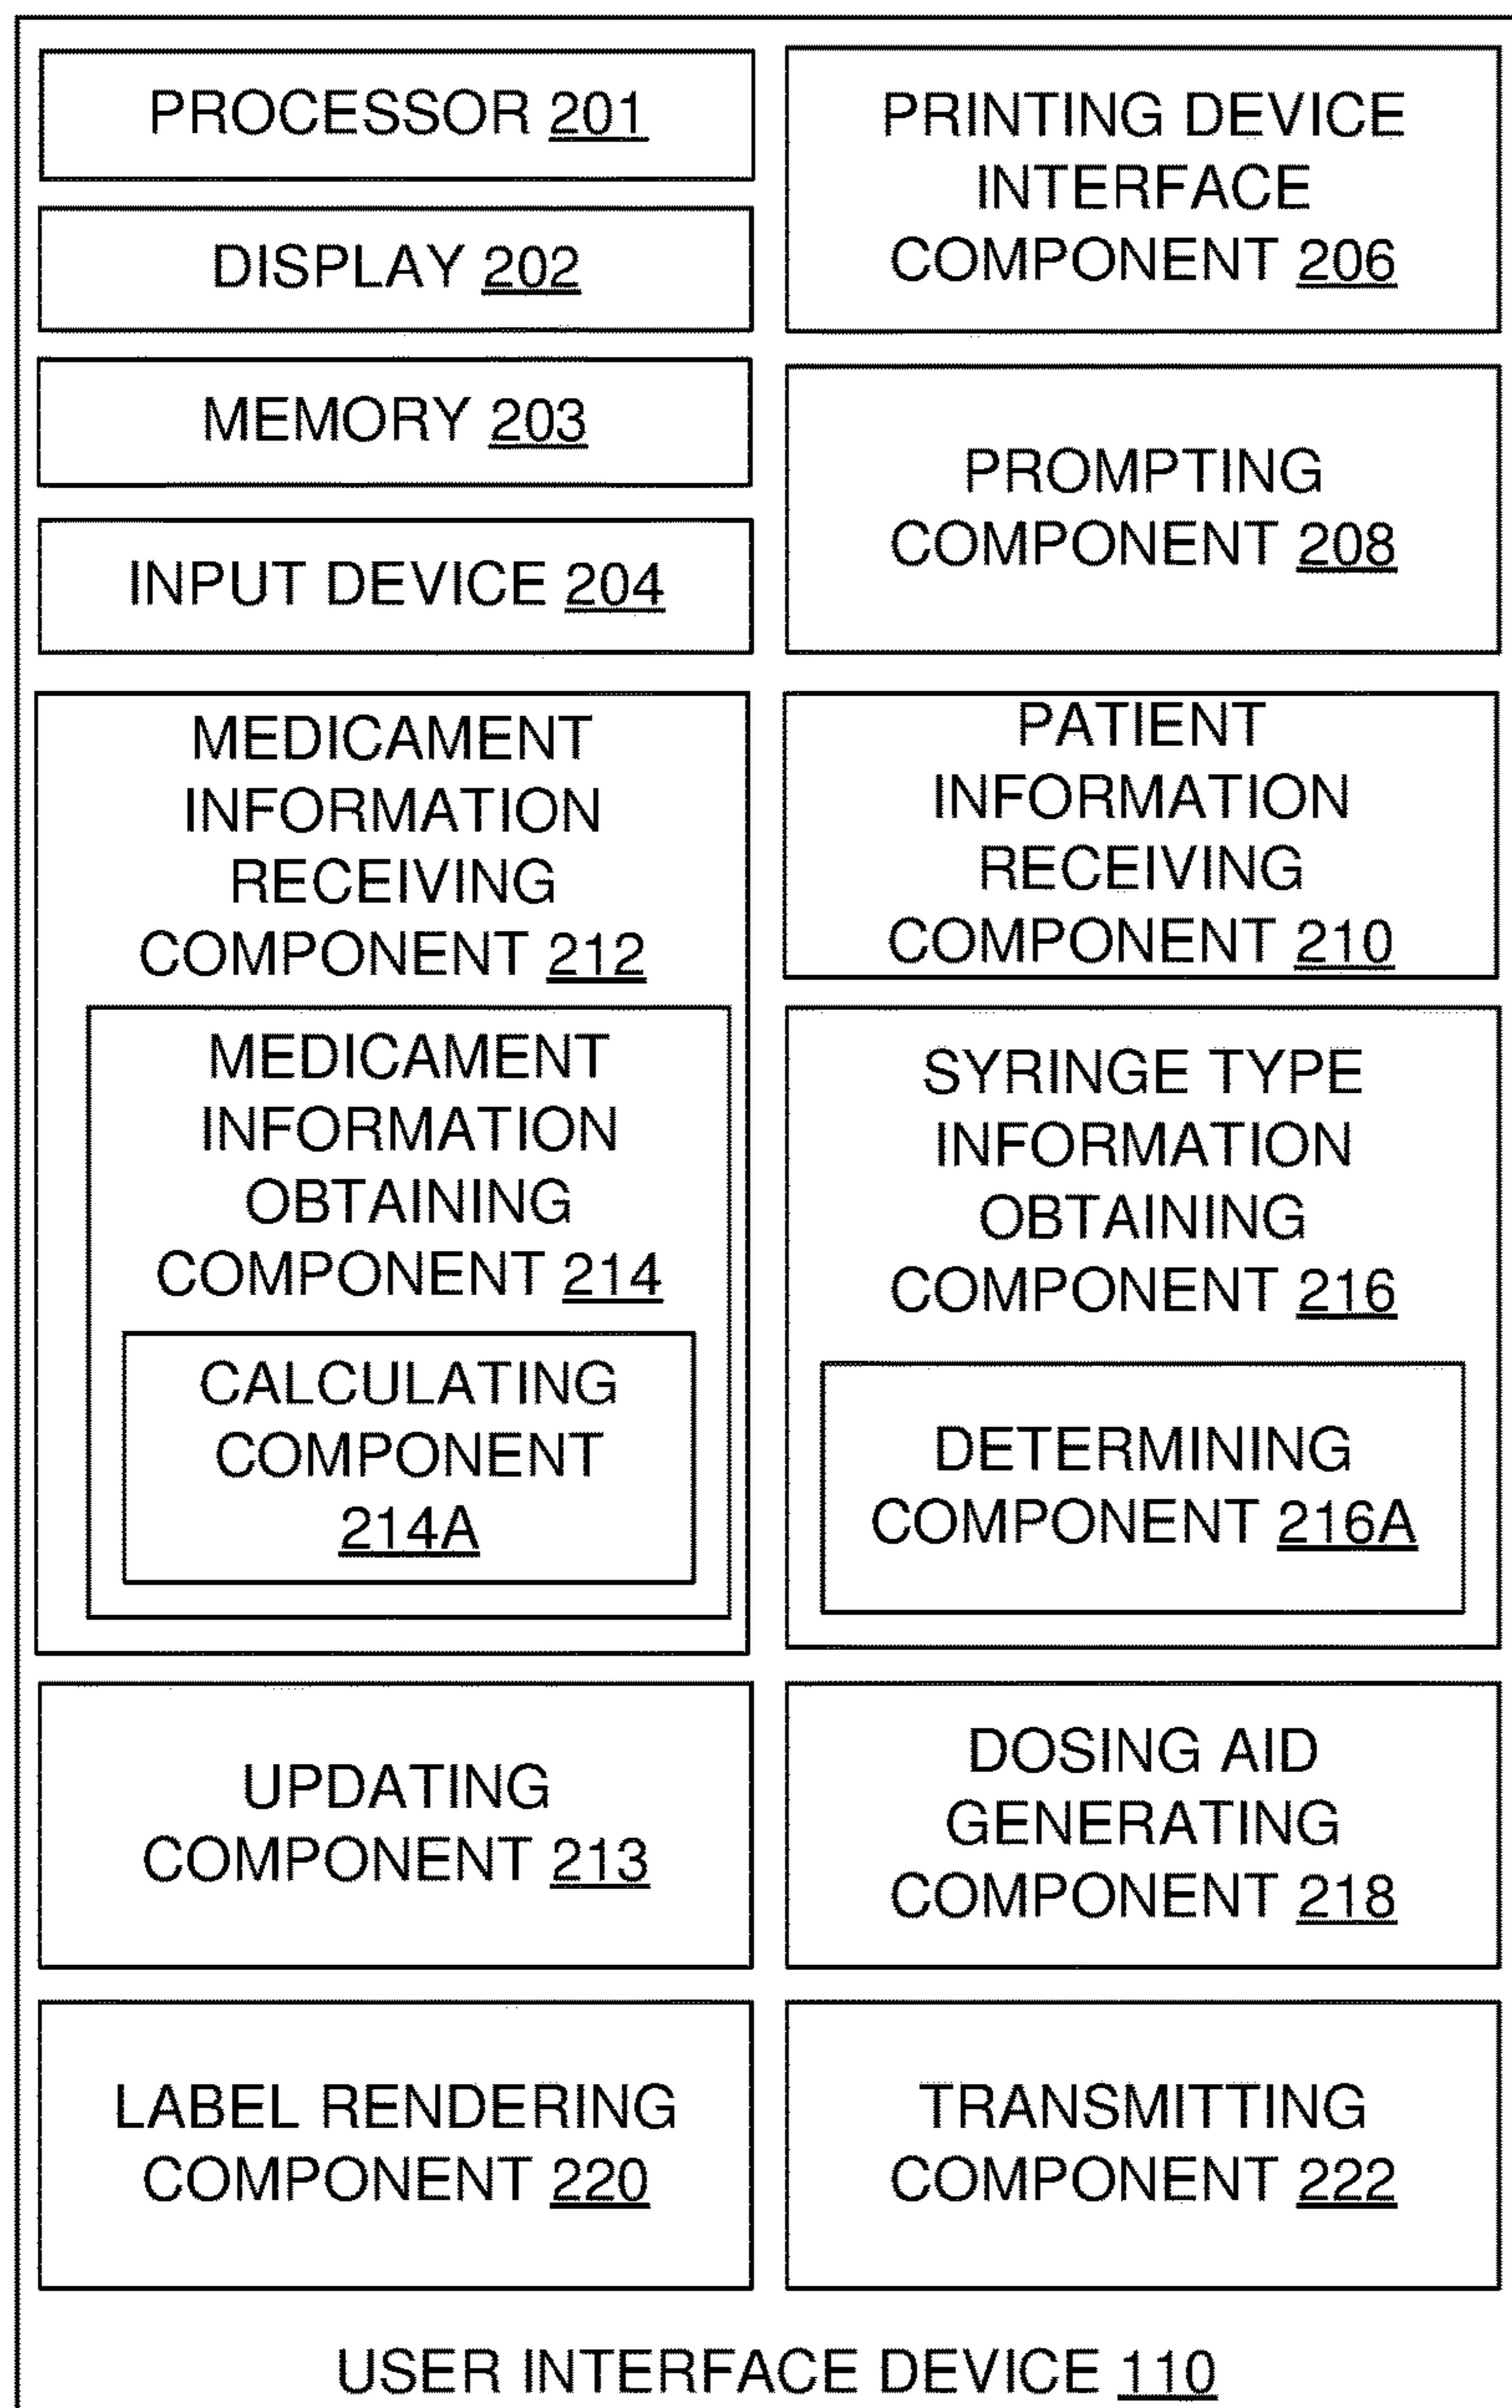 PROCESSOR 201
DISPLAY 202
MEMORY 203
INPUT DEVICE 204
PRINTING DEVICE
INTERFACE
COMPONENT 206
PROMPTING
COMPONENT 208
MEDICAMENT
INFORMATION
RECEIVING
COMPONENT 212
MEDICAMENT
INFORMATION
OBTAINING
COMPONENT 214
CALCULATING
COMPONENT
214A
PATIENT
INFORMATION
RECEIVING
COMPONENT 210
SYRINGE TYPE
INFORMATION
OBTAINING
COMPONENT 216
DETERMINING
COMPONENT 216A
UPDATING
COMPONENT 213
DOSING AID
GENERATING
COMPONENT 218
LABEL RENDERING
COMPONENT 220
TRANSMITTING
COMPONENT 222
USER INTERFACE DEVICE 110